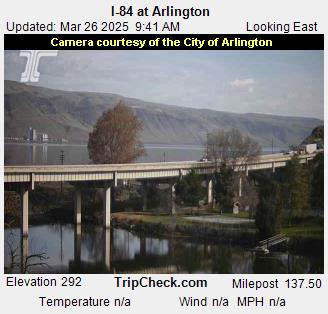 I-84 at Arlington
Updated: Mar 26 2025 9:41 AM Looking East
Camera courtesy of the City of Arlington
Elevation 292 TripCheck.com Milepost 137.50
Temperature n/a Wind n/a MPH n/a